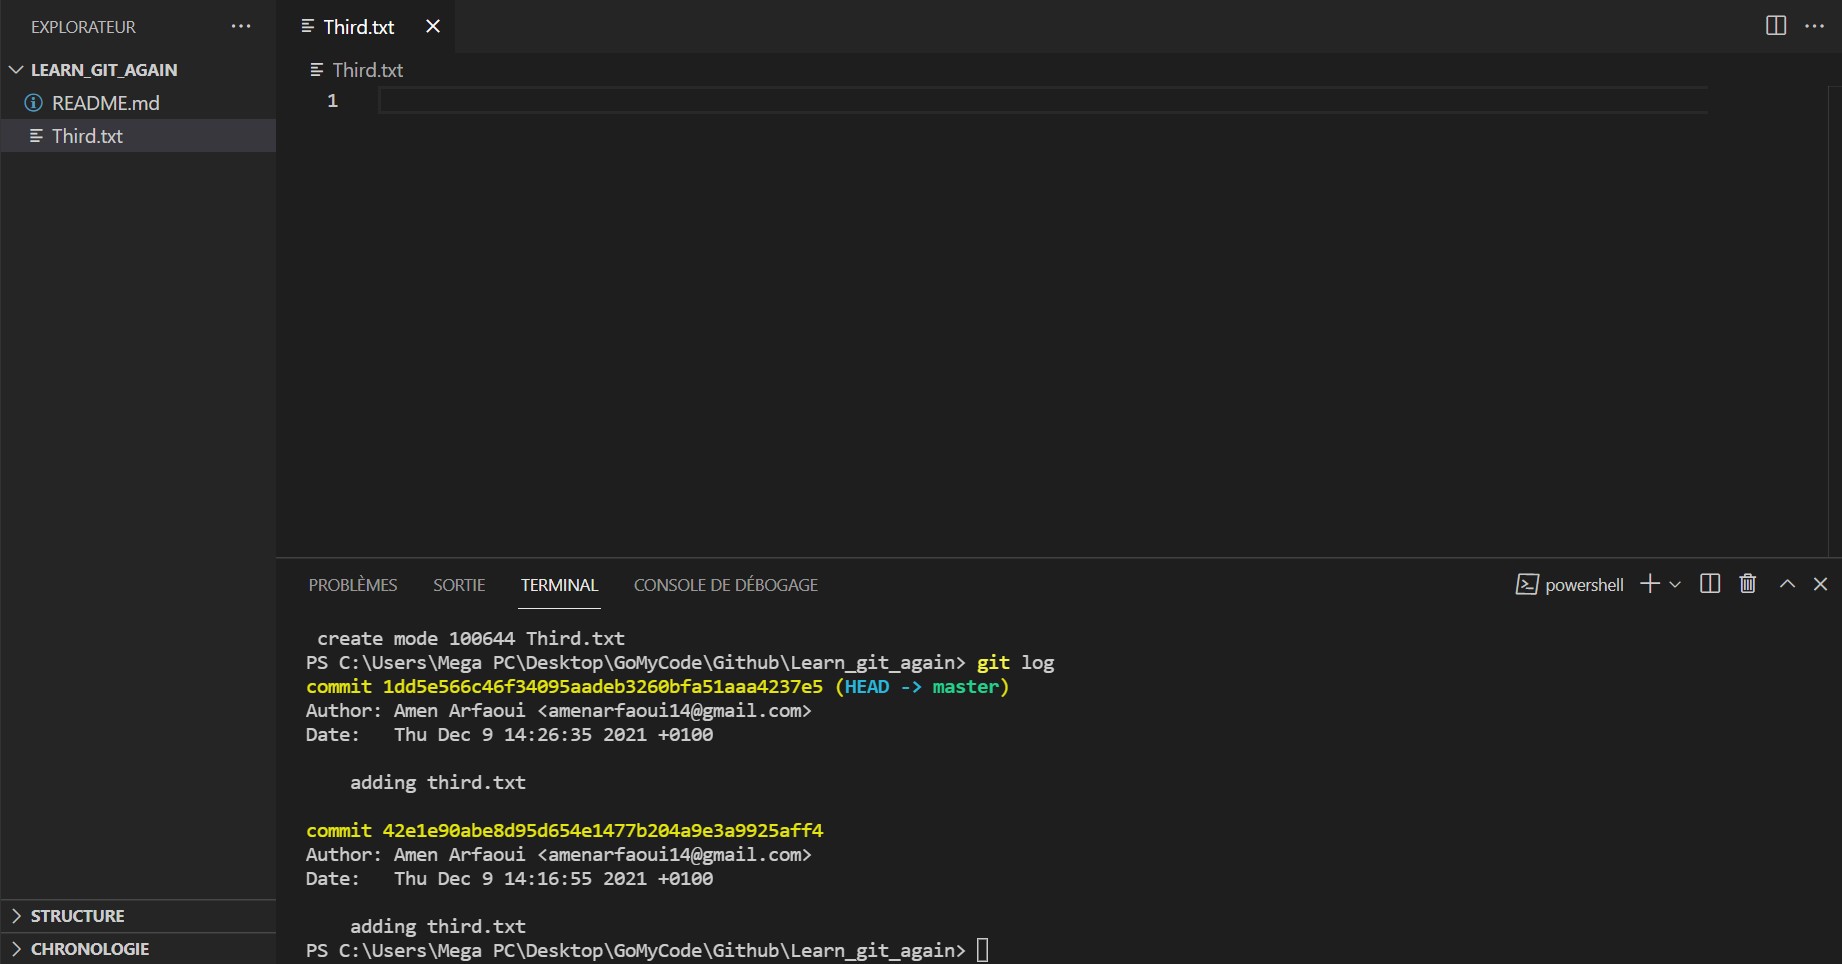 EXPLORATEUR
LEARN_GIT_AGAIN
README.md
Third.txt
STRUCTURE
CHRONOLOGIE
Third.txt
Third.txt
1
PROBLÈMES SORTIE TERMINAL CONSOLE DE DÉBOGAGE powershell
create mode 100644 Third.txt
PS C:\Users\Mega PC\Desktop\GoMyCode\Github\Learn_git_again> git log
commit 1dd5e566c46f34095aadeb3260bfa51aaa4237e5 (HEAD -> master)
Author: Amen Arfaoui <amenarfaoui14@gmail.com>
Date:   Thu Dec 9 14:26:35 2021 +0100
adding third.txt
commit 42e1e90abe8d95d654e1477b204a9e3a9925aff4
Author: Amen Arfaoui <amenarfaoui14@gmail.com>
Date:   Thu Dec 9 14:16:55 2021 +0100
adding third.txt
PS C:\Users\Mega PC\Desktop\GoMyCode\Github\Learn_git_again>